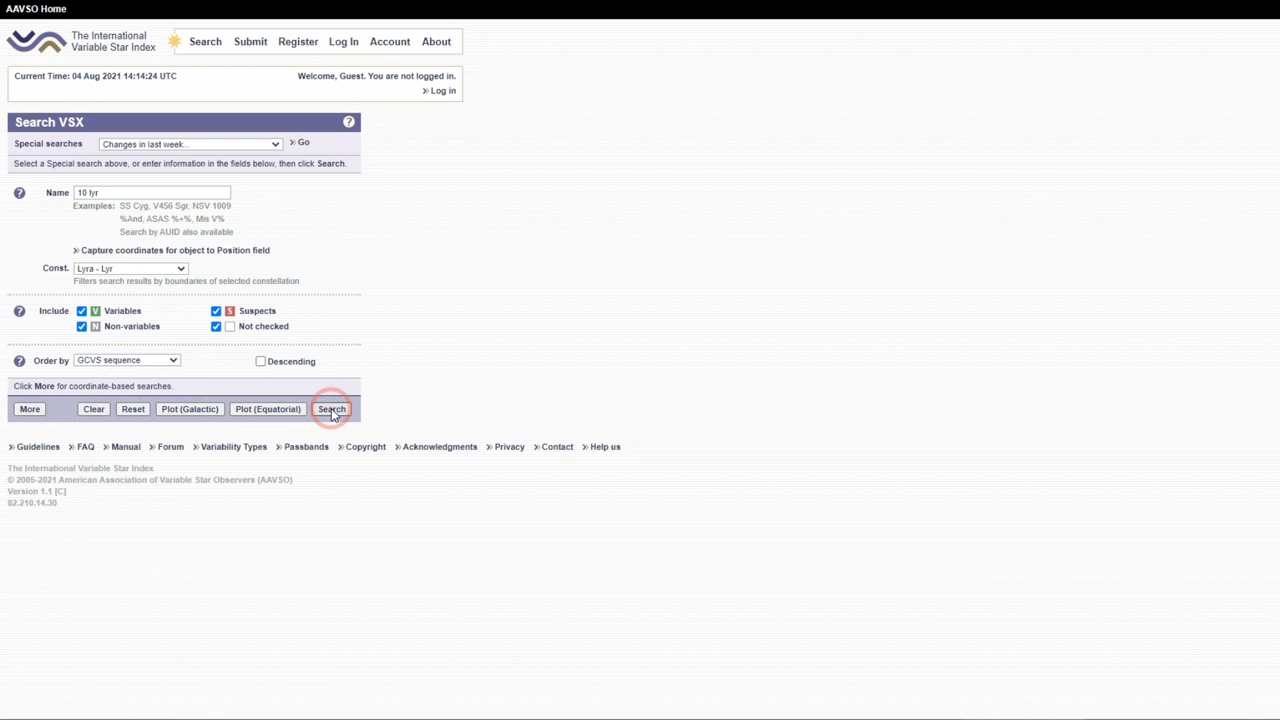 AAVSO Home
The International
Variable Star Index
Search Submit Register Log In Account About
Current Time: 04 Aug 2021 14:14:24 UTC
Welcome, Guest. You are not logged in.
» Log in
Search VSX ?
Special searches Changes in last week... » Go
Select a Special search above, or enter information in the fields below, then click Search.
? Name 10 lyr
Examples: SS Cyg, V456 Sgr, NSV 1009
%And, ASAS %+%, Mis V%
Search by AUID also available
» Capture coordinates for object to Position field
Const. Lyra - Lyr
Filters search results by boundaries of selected constellation
? Include V Variables S Suspects
N Non-variables Not checked
? Order by GCVS sequence Descending
Click More for coordinate-based searches.
More Clear Reset Plot (Galactic) Plot (Equatorial) Search
» Guidelines » FAQ » Manual » Forum » Variability Types » Passbands » Copyright » Acknowledgments » Privacy » Contact » Help us
The International Variable Star Index
© 2005-2021 American Association of Variable Star Observers (AAVSO)
Version 1.1 [C]
82.210.14.30